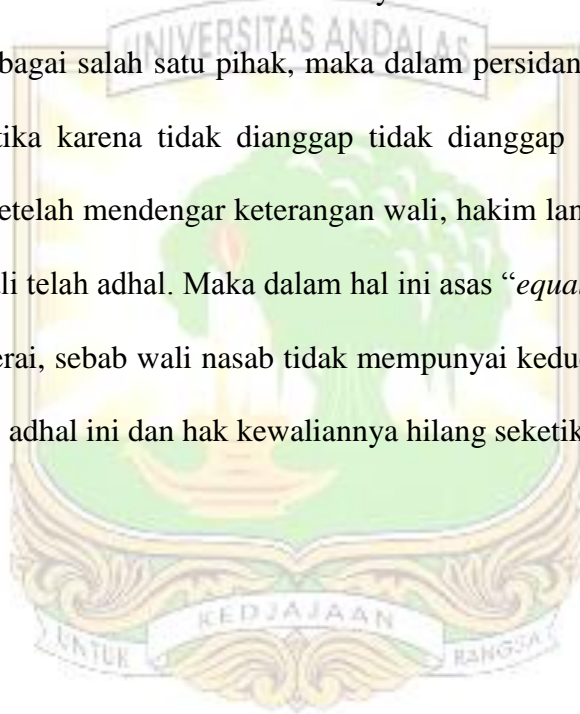 UNIVERSITAS ANDALAS
bagai salah satu pihak, maka dalam persidan
tika karena tidak dianggap tidak dianggap
setelah mendengar keterangan wali, hakim lan
li telah adhal. Maka dalam hal ini asas “equa
erai, sebab wali nasab tidak mempunyai kedu
adhal ini dan hak kewaliannya hilang seketik
KEDJAJAAN
UNTUK BANGSA